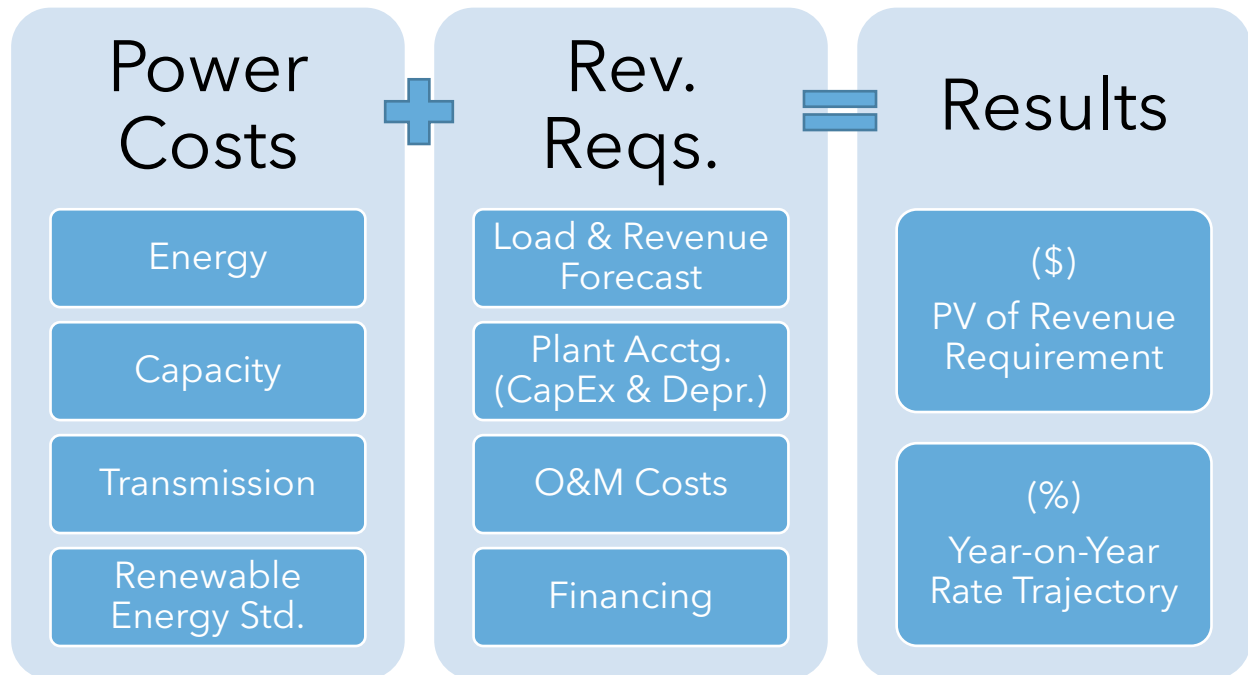 Power
Costs
Energy
Capacity
Transmission
Renewable
Energy Std.
Rev.
Reqs.
Load & Revenue
Forecast
Plant Acctg.
(CapEx & Depr.)
O&M Costs
Financing
Results
($)
PV of Revenue
Requirement
(%)
Year-on-Year
Rate Trajectory